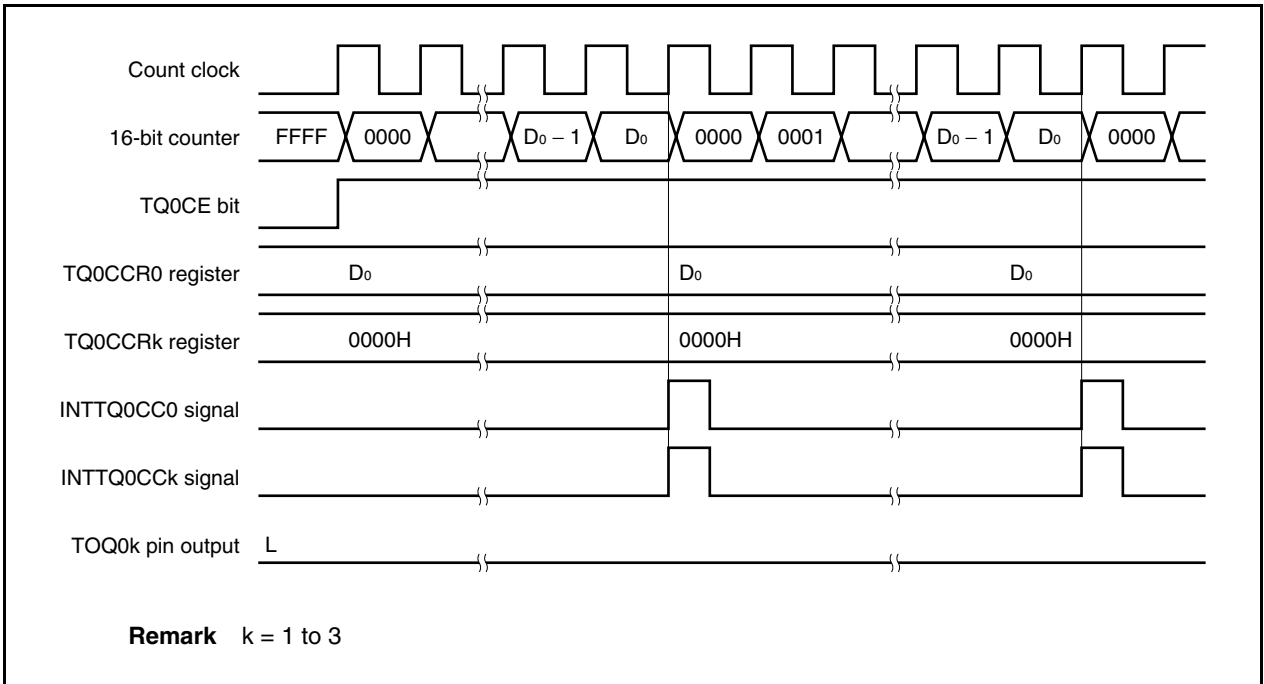 Count clock
16-bit counter FFFF 0000 D0 − 1 D0 0000 0001 D0 − 1 D0 0000
TQ0CE bit
TQ0CCR0 register D0 D0 D0
TQ0CCRk register 0000H 0000H 0000H
INTTQ0CC0 signal
INTTQ0CCk signal
TOQ0k pin output L
Remark k = 1 to 3